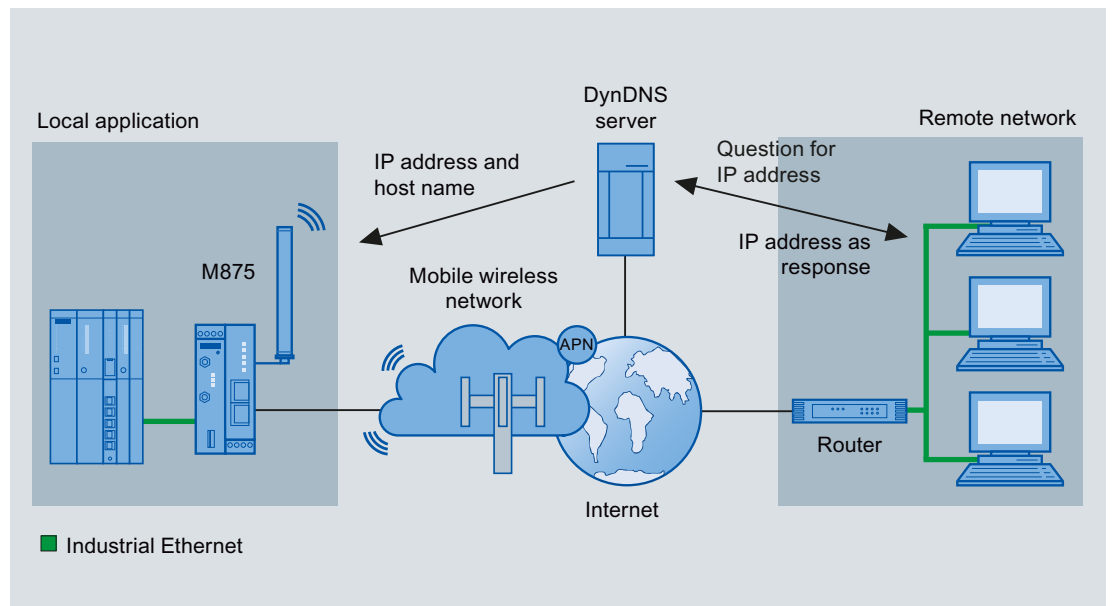 DynDNS
server
Local application
Remote network
IP address and
host name
Question for
IP address
IP address as
response
M875
Mobile wireless
network
APN
Router
Internet
Industrial Ethernet